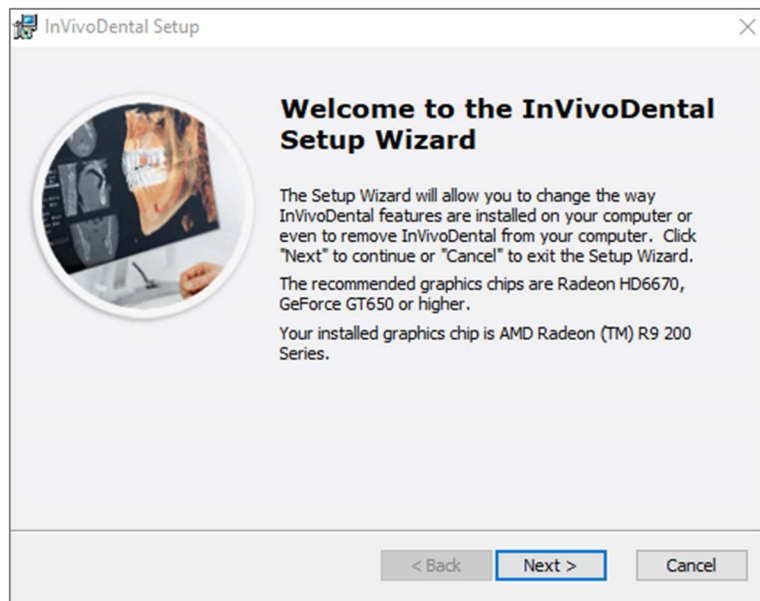 InVivoDental Setup
Welcome to the InVivoDental
Setup Wizard
The Setup Wizard will allow you to change the way
InVivoDental features are installed on your computer or
even to remove InVivoDental from your computer.  Click
"Next" to continue or "Cancel" to exit the Setup Wizard.
The recommended graphics chips are Radeon HD6670,
GeForce GT650 or higher.
Your installed graphics chip is AMD Radeon (TM) R9 200
Series.
< Back
Next >
Cancel